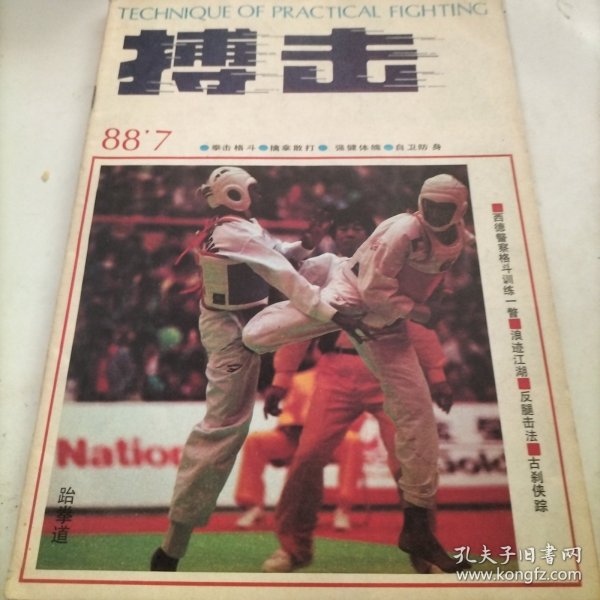 TECHNIQUE OF PRACTICAL FIGHTING
搏击
88'7
●拳击格斗●擒拿散打● 强健体魄●自卫防身
■西德警察格斗训练一瞥■浪迹江湖■反腿击法■古刹侠踪
Nation
跆拳道
孔夫子旧书网
www.kongfz.com